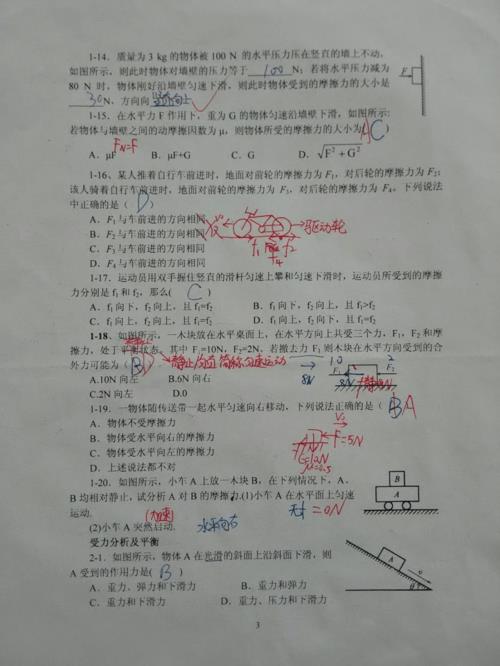 1-14、质量为 3 kg 的物体被 100 N 的水平压力压在竖直的墙上不动，
如图所示，则此时物体对墙壁的压力等于 100 N；若将水平压力减为
80 N 时，物体刚好沿墙壁匀速下滑，则此时物体受到的摩擦力的大小是
30 N，方向向 竖直向上
F
1-15、在水平力 F 作用下，重为 G 的物体匀速沿墙壁下滑，如图所示:
若物体与墙壁之间的动摩擦因数为 μ，则物体所受的摩擦力的大小为( AC )
FN=F
A．μF B．μF+G C．G D．√F²+G²
1-16、某人推着自行车前进时，地面对前轮的摩擦力为 F₁，对后轮的摩擦力为 F₂；
该人骑着自行车前进时，地面对前轮的摩擦力为 F₃，对后轮的摩擦力为 F₄。下列说法
中正确的是（ D ）
A．F₁与车前进的方向相同
B．F₂与车前进的方向相同
C．F₃与车前进的方向相同
D．F₄与车前进的方向相同
驱动轮
f₁ f₂
f₄
1-17、运动员用双手握住竖直的滑杆匀速上攀和匀速下滑时，运动员所受到的摩擦
力分别是 f₁ 和 f₂，那么( C )
A．f₁ 向下，f₂ 向上，且 f₁=f₂ B．f₁ 向下，f₂ 向上，且 f₁>f₂
C．f₁ 向上，f₂ 向上，且 f₁=f₂ D．f₁ 向上，f₂ 向下，且 f₁=f₂
1-18、如图所示，一木块放在水平桌面上，在水平方向上共受三个力，F₁、F₂ 和摩
擦力，处于平衡状态，其中 F₁=10N、F₂=2N，若撤去力 F₁ 则木块在水平方向受到的合
外力可能为（ B ）
静止/匀速直线运动
A.10N 向左 B.6N 向右
C.2N 向左 D.0
8N
10 2
F₁ F₂
8N
1-19、一物体随传送带一起水平匀速向右移动，下列说法正确的是（ BA
A．物体不受摩擦力
B．物体受水平向右的摩擦力
C．物体受水平向左的摩擦力
D．上述说法都不对
F=5N
1-20、如图所示，小车 A 上放一木块 B，在下列情况下，A、
B 均相对静止，试分析 A 对 B 的摩擦力.(1)小车 A 在水平面上匀速
运动.
无 =0N
(加速)
(2)小车 A 突然启动. 水平向右
B
A
受力分析及平衡
2-1．如图所示，物体 A 在光滑的斜面上沿斜面下滑，则
A 受到的作用力是( B )
A．重力、弹力和下滑力 B．重力和弹力
C．重力和下滑力 D．重力、压力和下滑力
A
υ
θ
3